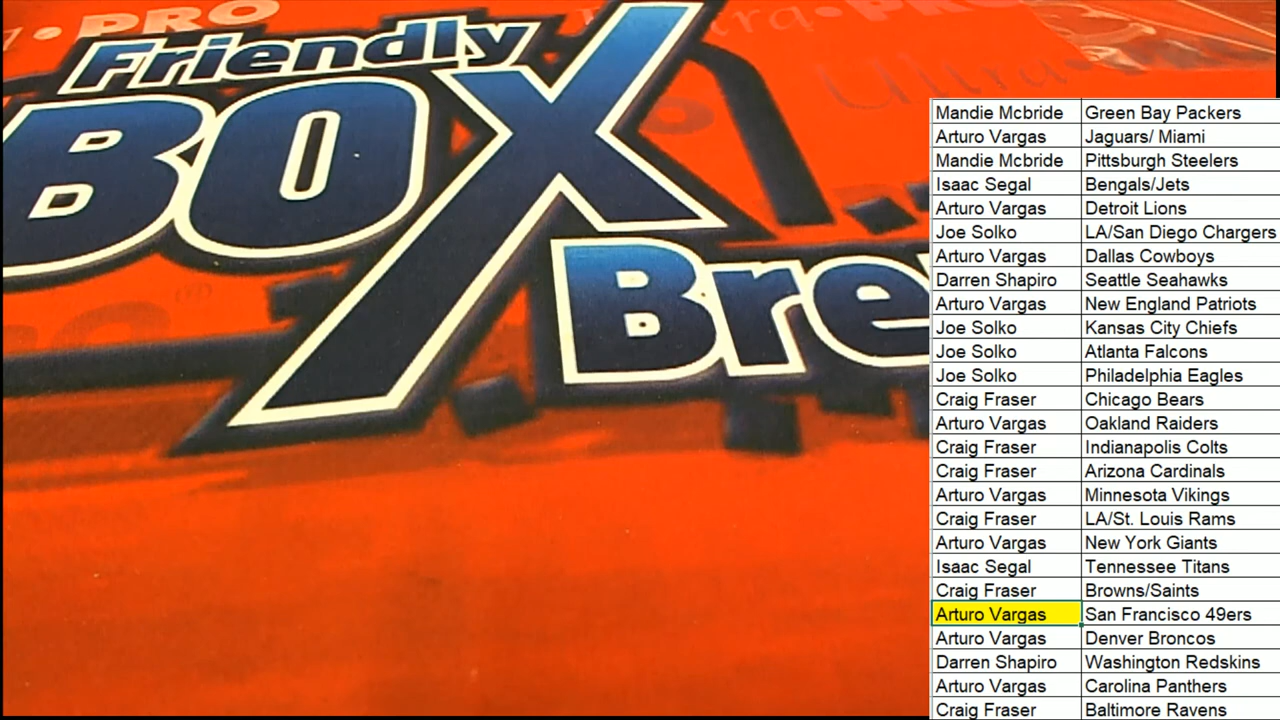 PRO
Ultra PRO
Friendly
BOX
Bre
Mandie Mcbride Green Bay Packers
Arturo Vargas Jaguars/ Miami
Mandie Mcbride Pittsburgh Steelers
Isaac Segal Bengals/Jets
Arturo Vargas Detroit Lions
Joe Solko LA/San Diego Chargers
Arturo Vargas Dallas Cowboys
Darren Shapiro Seattle Seahawks
Arturo Vargas New England Patriots
Joe Solko Kansas City Chiefs
Joe Solko Atlanta Falcons
Joe Solko Philadelphia Eagles
Craig Fraser Chicago Bears
Arturo Vargas Oakland Raiders
Craig Fraser Indianapolis Colts
Craig Fraser Arizona Cardinals
Arturo Vargas Minnesota Vikings
Craig Fraser LA/St. Louis Rams
Arturo Vargas New York Giants
Isaac Segal Tennessee Titans
Craig Fraser Browns/Saints
Arturo Vargas San Francisco 49ers
Arturo Vargas Denver Broncos
Darren Shapiro Washington Redskins
Arturo Vargas Carolina Panthers
Craig Fraser Baltimore Ravens